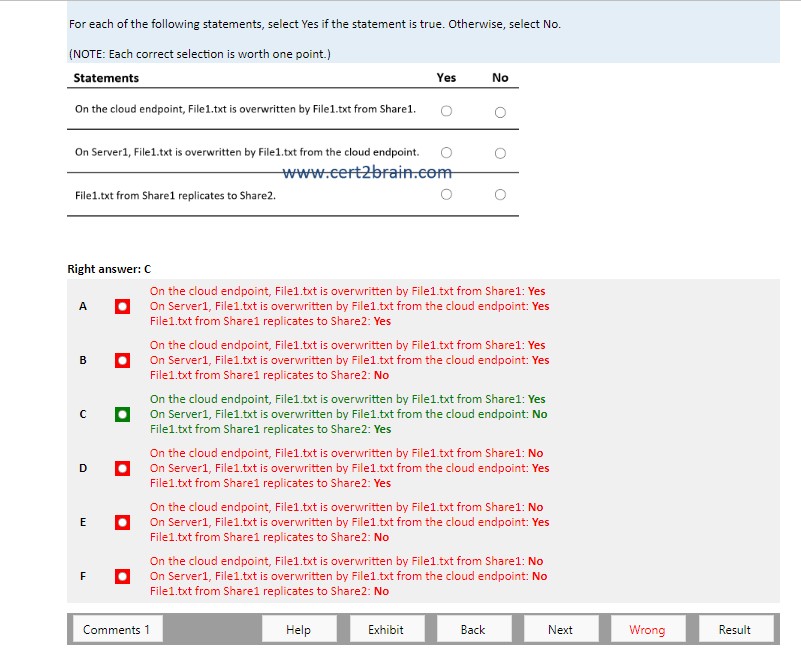 For each of the following statements, select Yes if the statement is true. Otherwise, select No.
(NOTE: Each correct selection is worth one point.)
Statements Yes No
On the cloud endpoint, File1.txt is overwritten by File1.txt from Share1.
On Server1, File1.txt is overwritten by File1.txt from the cloud endpoint.
www.cert2brain.com
File1.txt from Share1 replicates to Share2.
Right answer: C
On the cloud endpoint, File1.txt is overwritten by File1.txt from Share1: Yes
A On Server1, File1.txt is overwritten by File1.txt from the cloud endpoint: Yes
File1.txt from Share1 replicates to Share2: Yes
On the cloud endpoint, File1.txt is overwritten by File1.txt from Share1: Yes
B On Server1, File1.txt is overwritten by File1.txt from the cloud endpoint: Yes
File1.txt from Share1 replicates to Share2: No
On the cloud endpoint, File1.txt is overwritten by File1.txt from Share1: Yes
C On Server1, File1.txt is overwritten by File1.txt from the cloud endpoint: No
File1.txt from Share1 replicates to Share2: Yes
On the cloud endpoint, File1.txt is overwritten by File1.txt from Share1: No
D On Server1, File1.txt is overwritten by File1.txt from the cloud endpoint: Yes
File1.txt from Share1 replicates to Share2: Yes
On the cloud endpoint, File1.txt is overwritten by File1.txt from Share1: No
E On Server1, File1.txt is overwritten by File1.txt from the cloud endpoint: Yes
File1.txt from Share1 replicates to Share2: No
On the cloud endpoint, File1.txt is overwritten by File1.txt from Share1: No
F On Server1, File1.txt is overwritten by File1.txt from the cloud endpoint: No
File1.txt from Share1 replicates to Share2: No
Comments 1 Help Exhibit Back Next Wrong Result